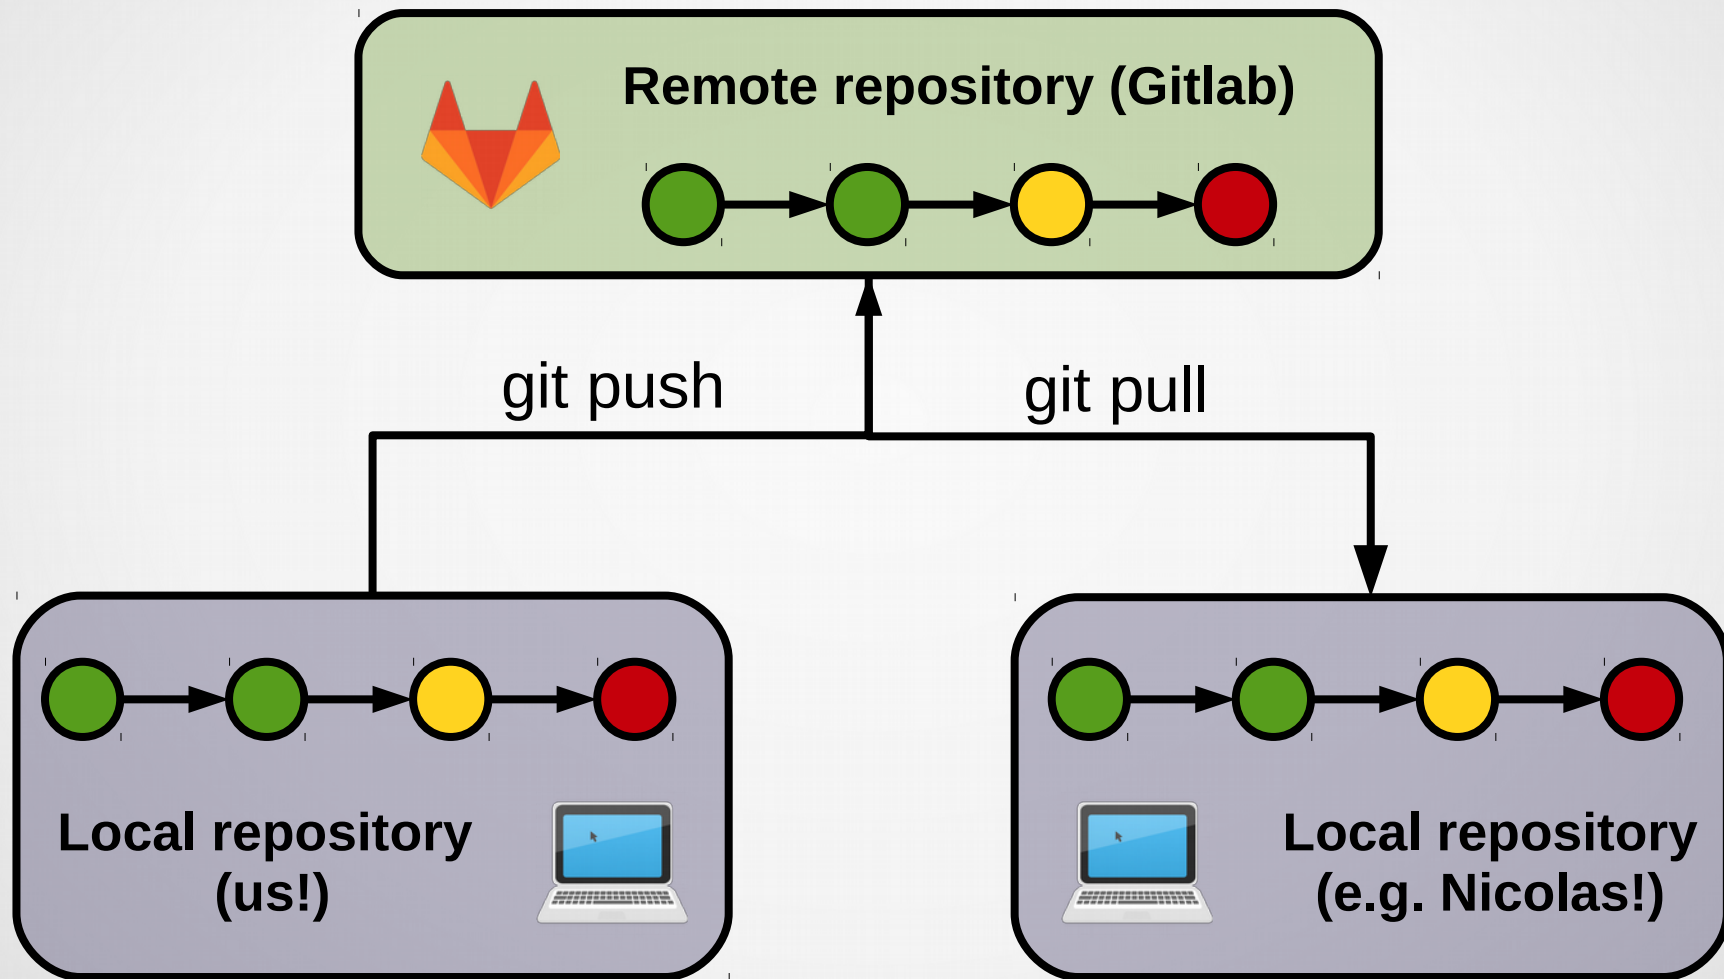 Remote repository (Gitlab)
git push
git pull
Local repository
(us!)
Local repository
(e.g. Nicolas!)